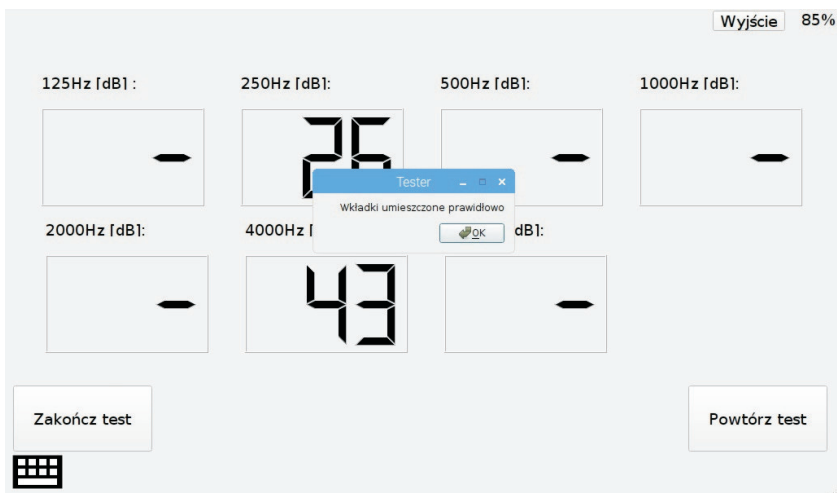 Wyjście 85%
125Hz [dB] : 250Hz [dB]: 500Hz [dB]: 1000Hz [dB]:
- 26 - -
Tester
Wkładki umieszczone prawidłowo
OK
2000Hz [dB]: 4000Hz [ dB]:
- 43 -
Zakończ test Powtórz test